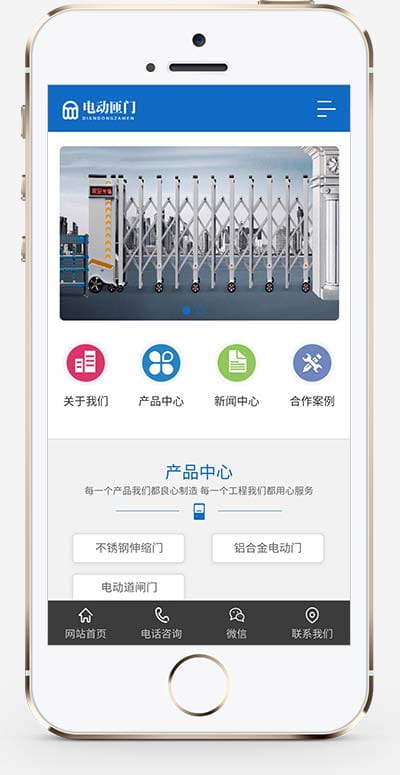 电动匝门
DIANDONGZAMEN
关于我们
产品中心
新闻中心
合作案例
产品中心
每一个产品我们都良心制造 每一个工程我们都用心服务
不锈钢伸缩门
铝合金电动门
电动道闸门
网站首页
电话咨询
微信
联系我们